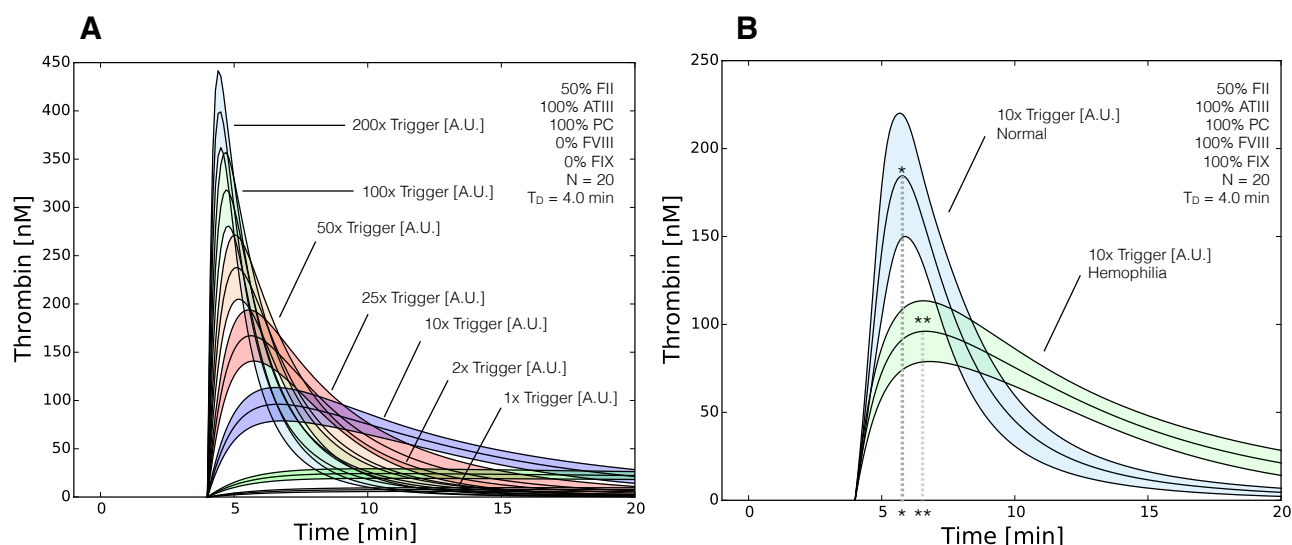 A
Thrombin [nM]
450
400
350
300
250
200
150
100
50
0
0
5
10
15
20
Time [min]
50% FII
100% ATIII
100% PC
0% FVIII
0% FIX
N = 20
TD = 4.0 min
200x Trigger [A.U.]
100x Trigger [A.U.]
50x Trigger [A.U.]
25x Trigger [A.U.]
10x Trigger [A.U.]
2x Trigger [A.U.]
1x Trigger [A.U.]
B
Thrombin [nM]
250
200
150
100
50
0
0
5
10
15
20
* **
Time [min]
50% FII
100% ATIII
100% PC
100% FVIII
100% FIX
N = 20
TD = 4.0 min
10x Trigger [A.U.]
Normal
10x Trigger [A.U.]
Hemophilia
*
**